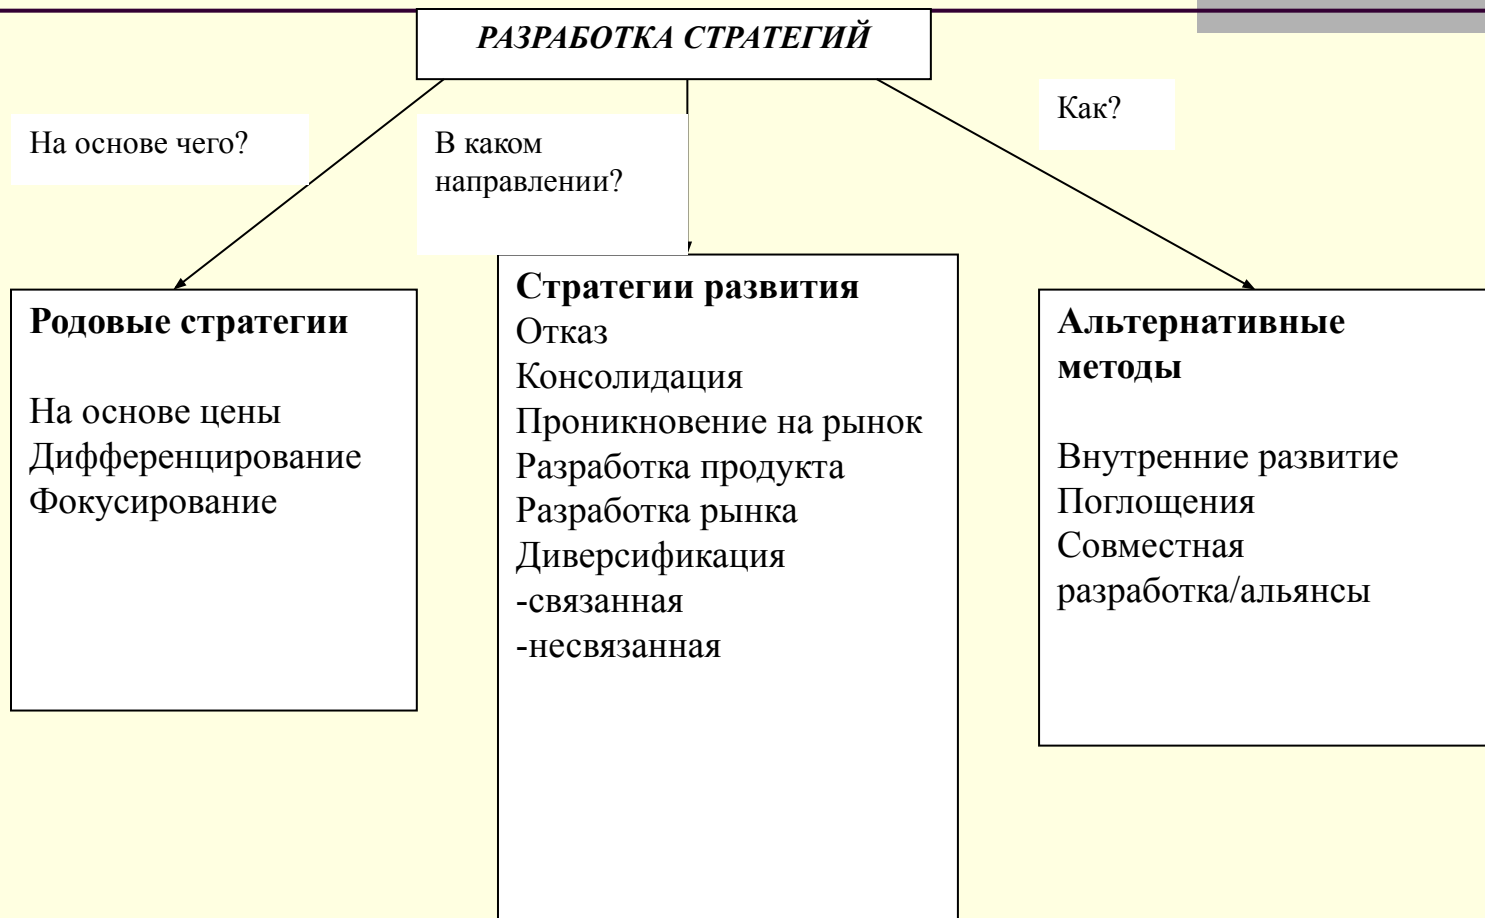 РАЗРАБОТКА СТРАТЕГИЙ
На основе чего?
В каком
направлении?
Как?
Родовые стратегии
На основе цены
Дифференцирование
Фокусирование
Стратегии развития
Отказ
Консолидация
Проникновение на рынок
Разработка продукта
Разработка рынка
Диверсификация
-связанная
-несвязанная
Альтернативные
методы
Внутренние развитие
Поглощения
Совместная
разработка/альянсы